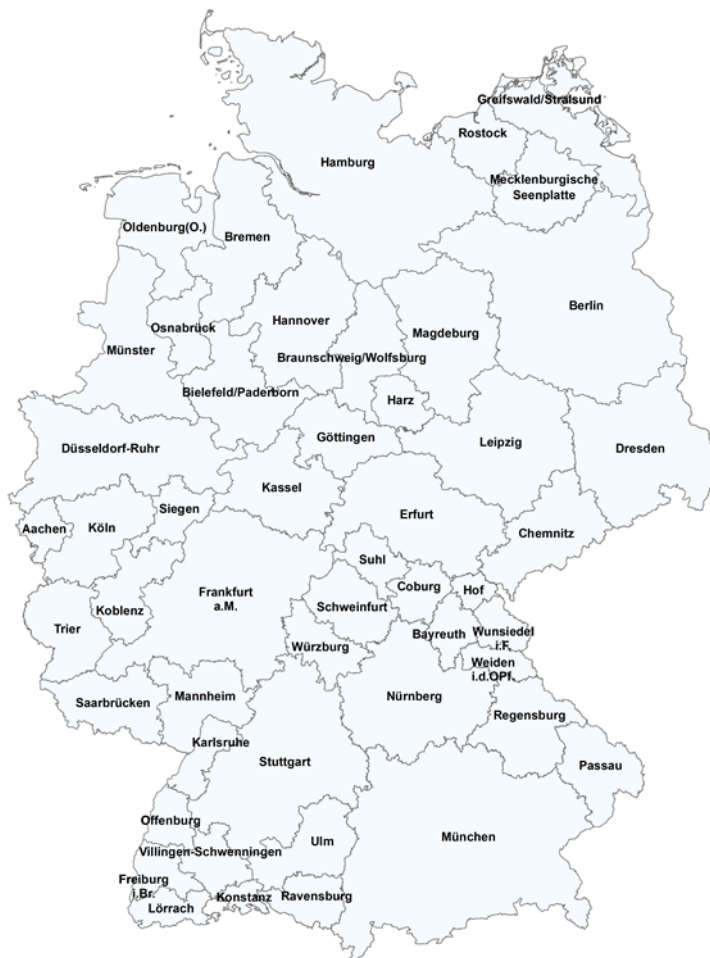 Greifswald/Stralsund
Rostock
Hamburg
Mecklenburgische
Seenplatte
Oldenburg(O.)
Bremen
Berlin
Hannover
Osnabrück
Magdeburg
Münster
Braunschweig/Wolfsburg
Bielefeld/Paderborn
Harz
Göttingen
Düsseldorf-Ruhr
Leipzig
Dresden
Kassel
Siegen
Erfurt
Aachen
Köln
Chemnitz
Suhl
Coburg
Hof
Frankfurt
a.M.
Koblenz
Schweinfurt
Trier
Bayreuth
Wunsiedel
i.F.
Würzburg
Weiden
i.d.OPf.
Saarbrücken
Mannheim
Nürnberg
Regensburg
Karlsruhe
Stuttgart
Passau
Offenburg
München
Ulm
Villingen-Schwenningen
Freiburg
i.Br.
Konstanz
Ravensburg
Lörrach